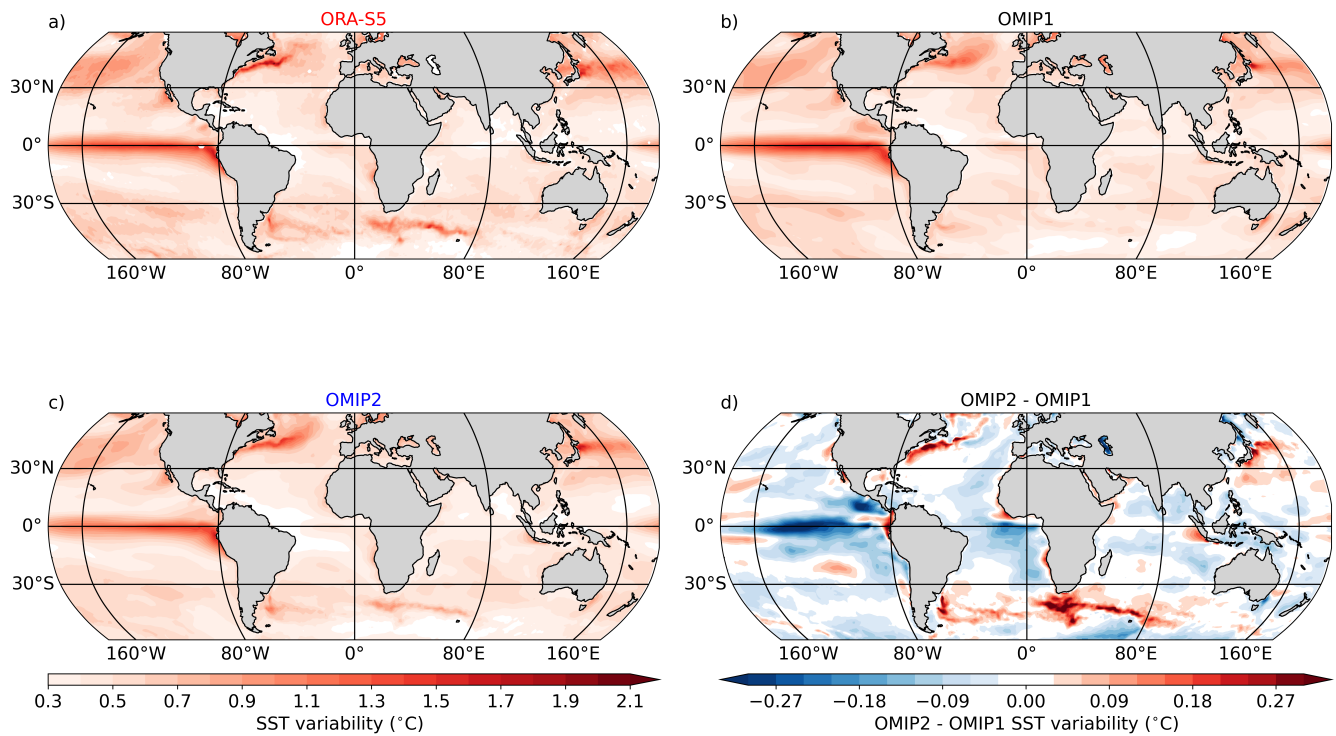 a)
ORA-S5
30°N
0°
30°S
160°W 80°W 0° 80°E 160°E
b)
OMIP1
30°N
0°
30°S
160°W 80°W 0° 80°E 160°E
c)
OMIP2
30°N
0°
30°S
160°W 80°W 0° 80°E 160°E
0.3 0.5 0.7 0.9 1.1 1.3 1.5 1.7 1.9 2.1
SST variability (°C)
d)
OMIP2 - OMIP1
30°N
0°
30°S
160°W 80°W 0° 80°E 160°E
−0.27 −0.18 −0.09 0.00 0.09 0.18 0.27
OMIP2 - OMIP1 SST variability (°C)